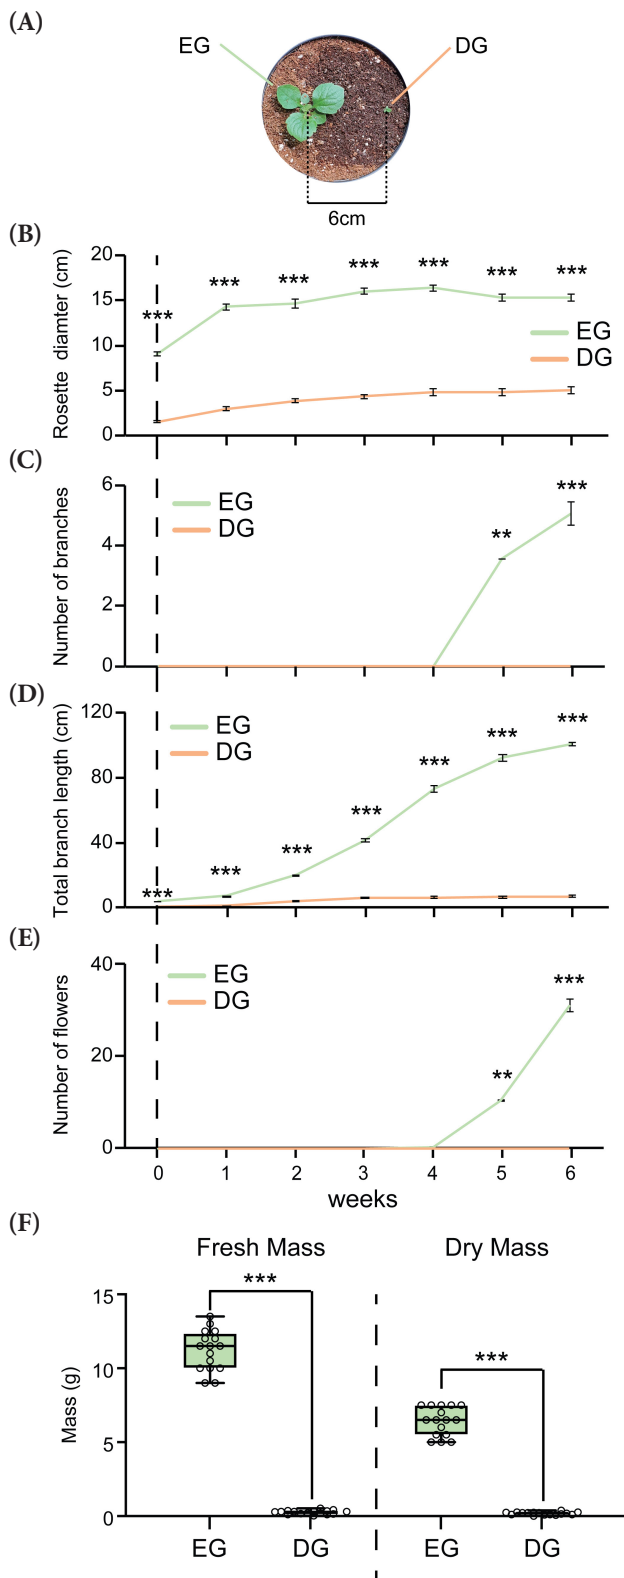 (A)
EG
DG
6cm
(B)
Rosette diamter (cm)
20
15
10
5
0
***
***
***
***
***
***
***
EG
DG
(C)
Number of branches
6
4
2
0
EG
DG
**
***
(D)
Total branch length (cm)
120
80
40
0
EG
DG
***
***
***
***
***
***
***
(E)
Number of flowers
40
20
0
EG
DG
**
***
0 1 2 3 4 5 6
weeks
(F)
Fresh Mass Dry Mass
Mass (g)
15
10
5
0
***
***
EG DG EG DG